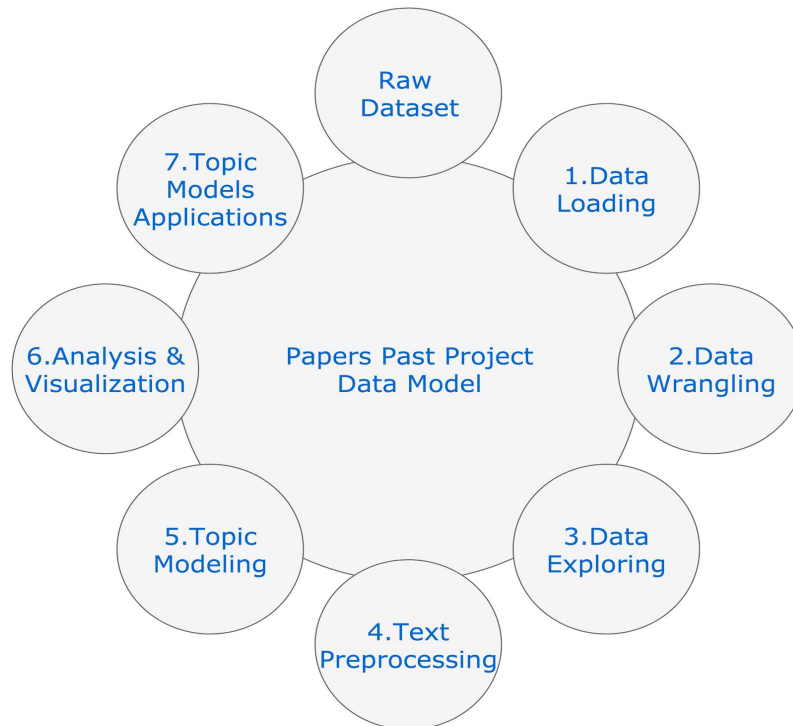 Raw
Dataset
1.Data
Loading
2.Data
Wrangling
3.Data
Exploring
4.Text
Preprocessing
5.Topic
Modeling
6.Analysis &
Visualization
7.Topic
Models
Applications
Papers Past Project
Data Model